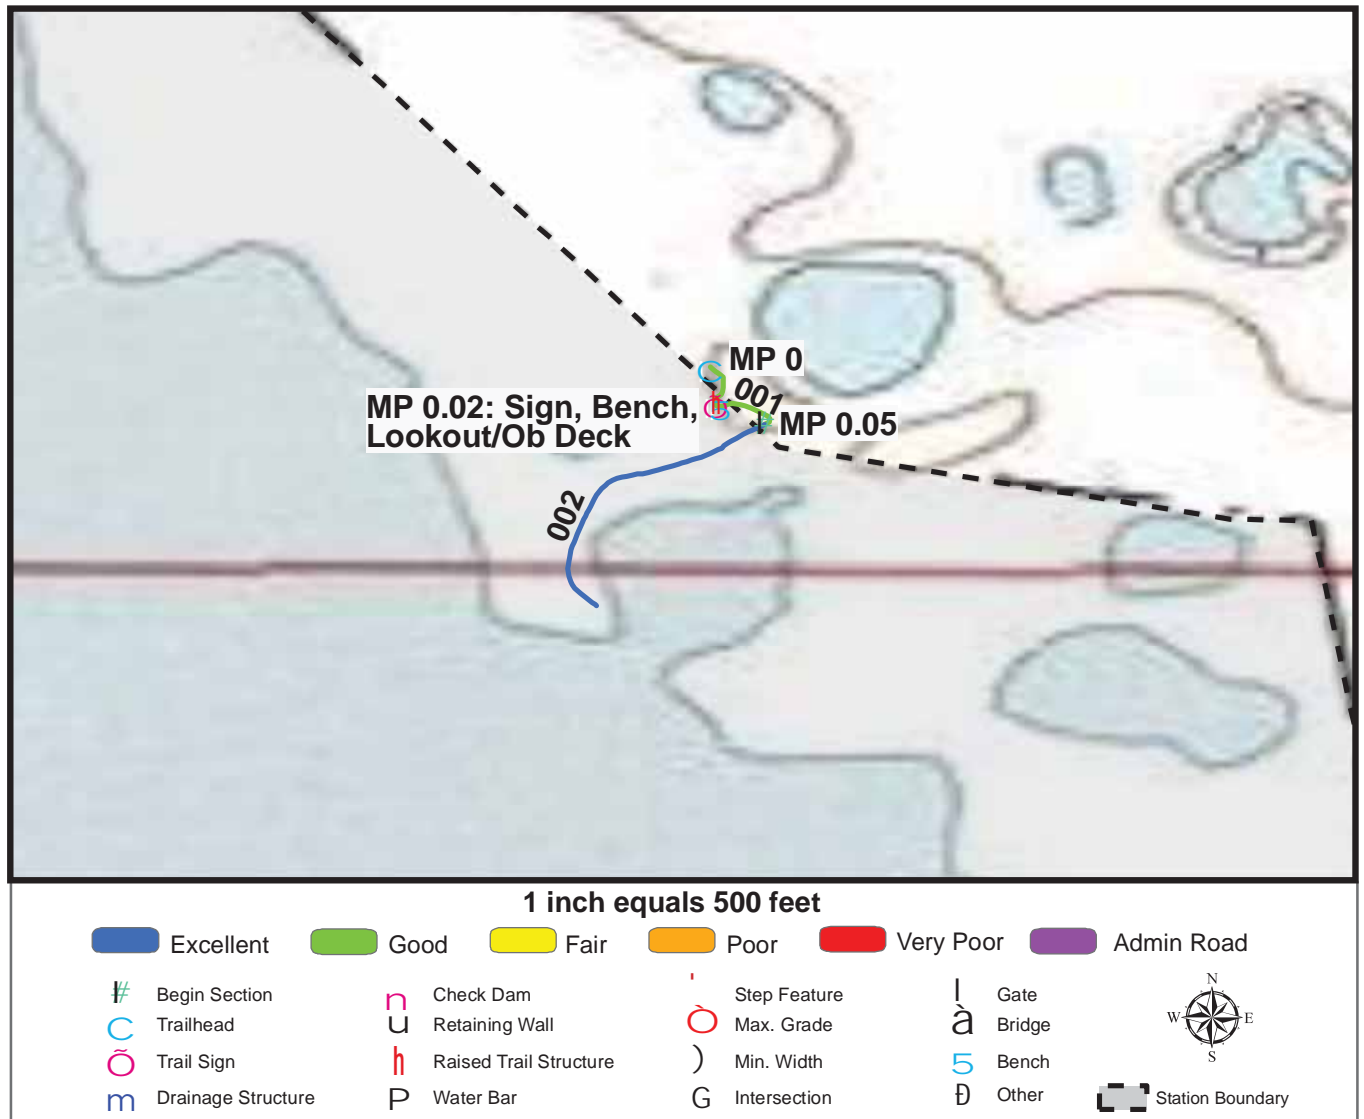 MP 0
001
MP 0.02: Sign, Bench,
Lookout/Ob Deck
MP 0.05
002
1 inch equals 500 feet
Excellent
Good
Fair
Poor
Very Poor
Admin Road
# Begin Section
C Trailhead
Õ Trail Sign
m Drainage Structure
n Check Dam
u Retaining Wall
h Raised Trail Structure
P Water Bar
' Step Feature
Ò Max. Grade
) Min. Width
G Intersection
l Gate
à Bridge
5 Bench
Ð Other
N
W E
S
Station Boundary